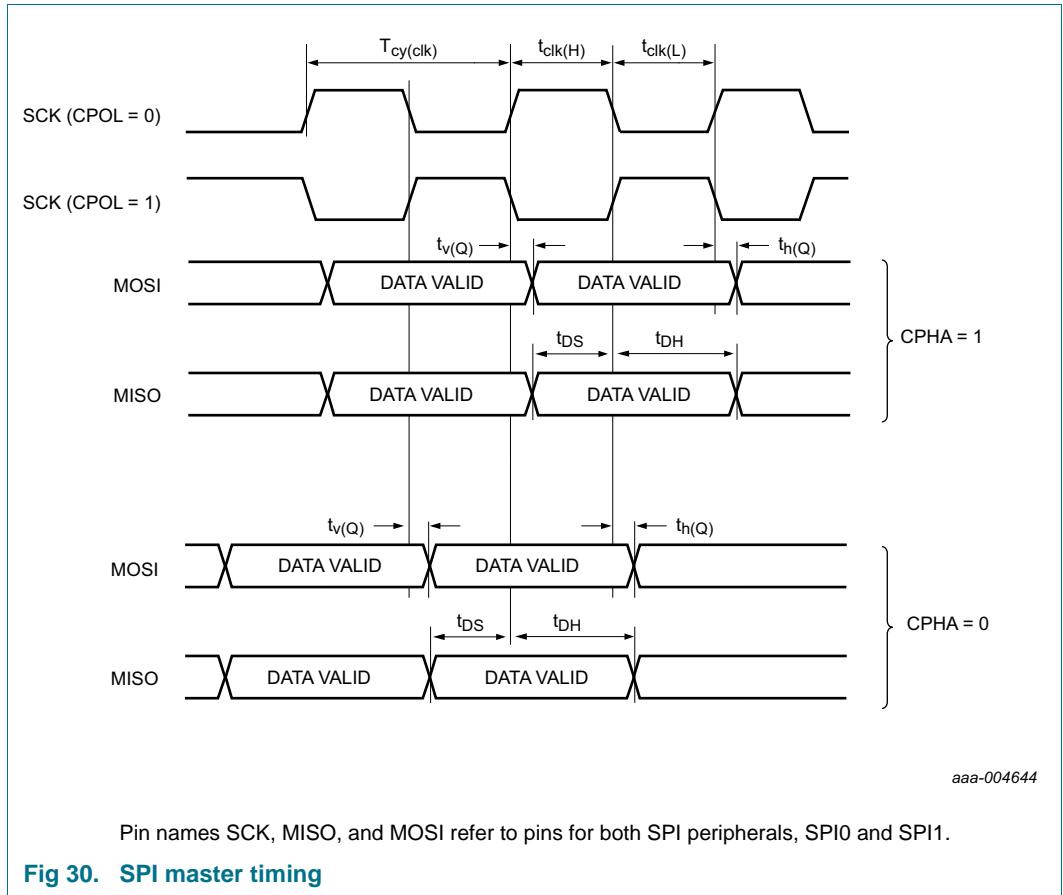 Tcy(clk) tclk(H) tclk(L)
SCK (CPOL = 0)
SCK (CPOL = 1)
tv(Q) th(Q)
MOSI DATA VALID DATA VALID
CPHA = 1
tDS tDH
MISO DATA VALID DATA VALID
tv(Q) th(Q)
MOSI DATA VALID DATA VALID
CPHA = 0
tDS tDH
MISO DATA VALID DATA VALID
aaa-004644
Pin names SCK, MISO, and MOSI refer to pins for both SPI peripherals, SPI0 and SPI1.
Fig 30. SPI master timing